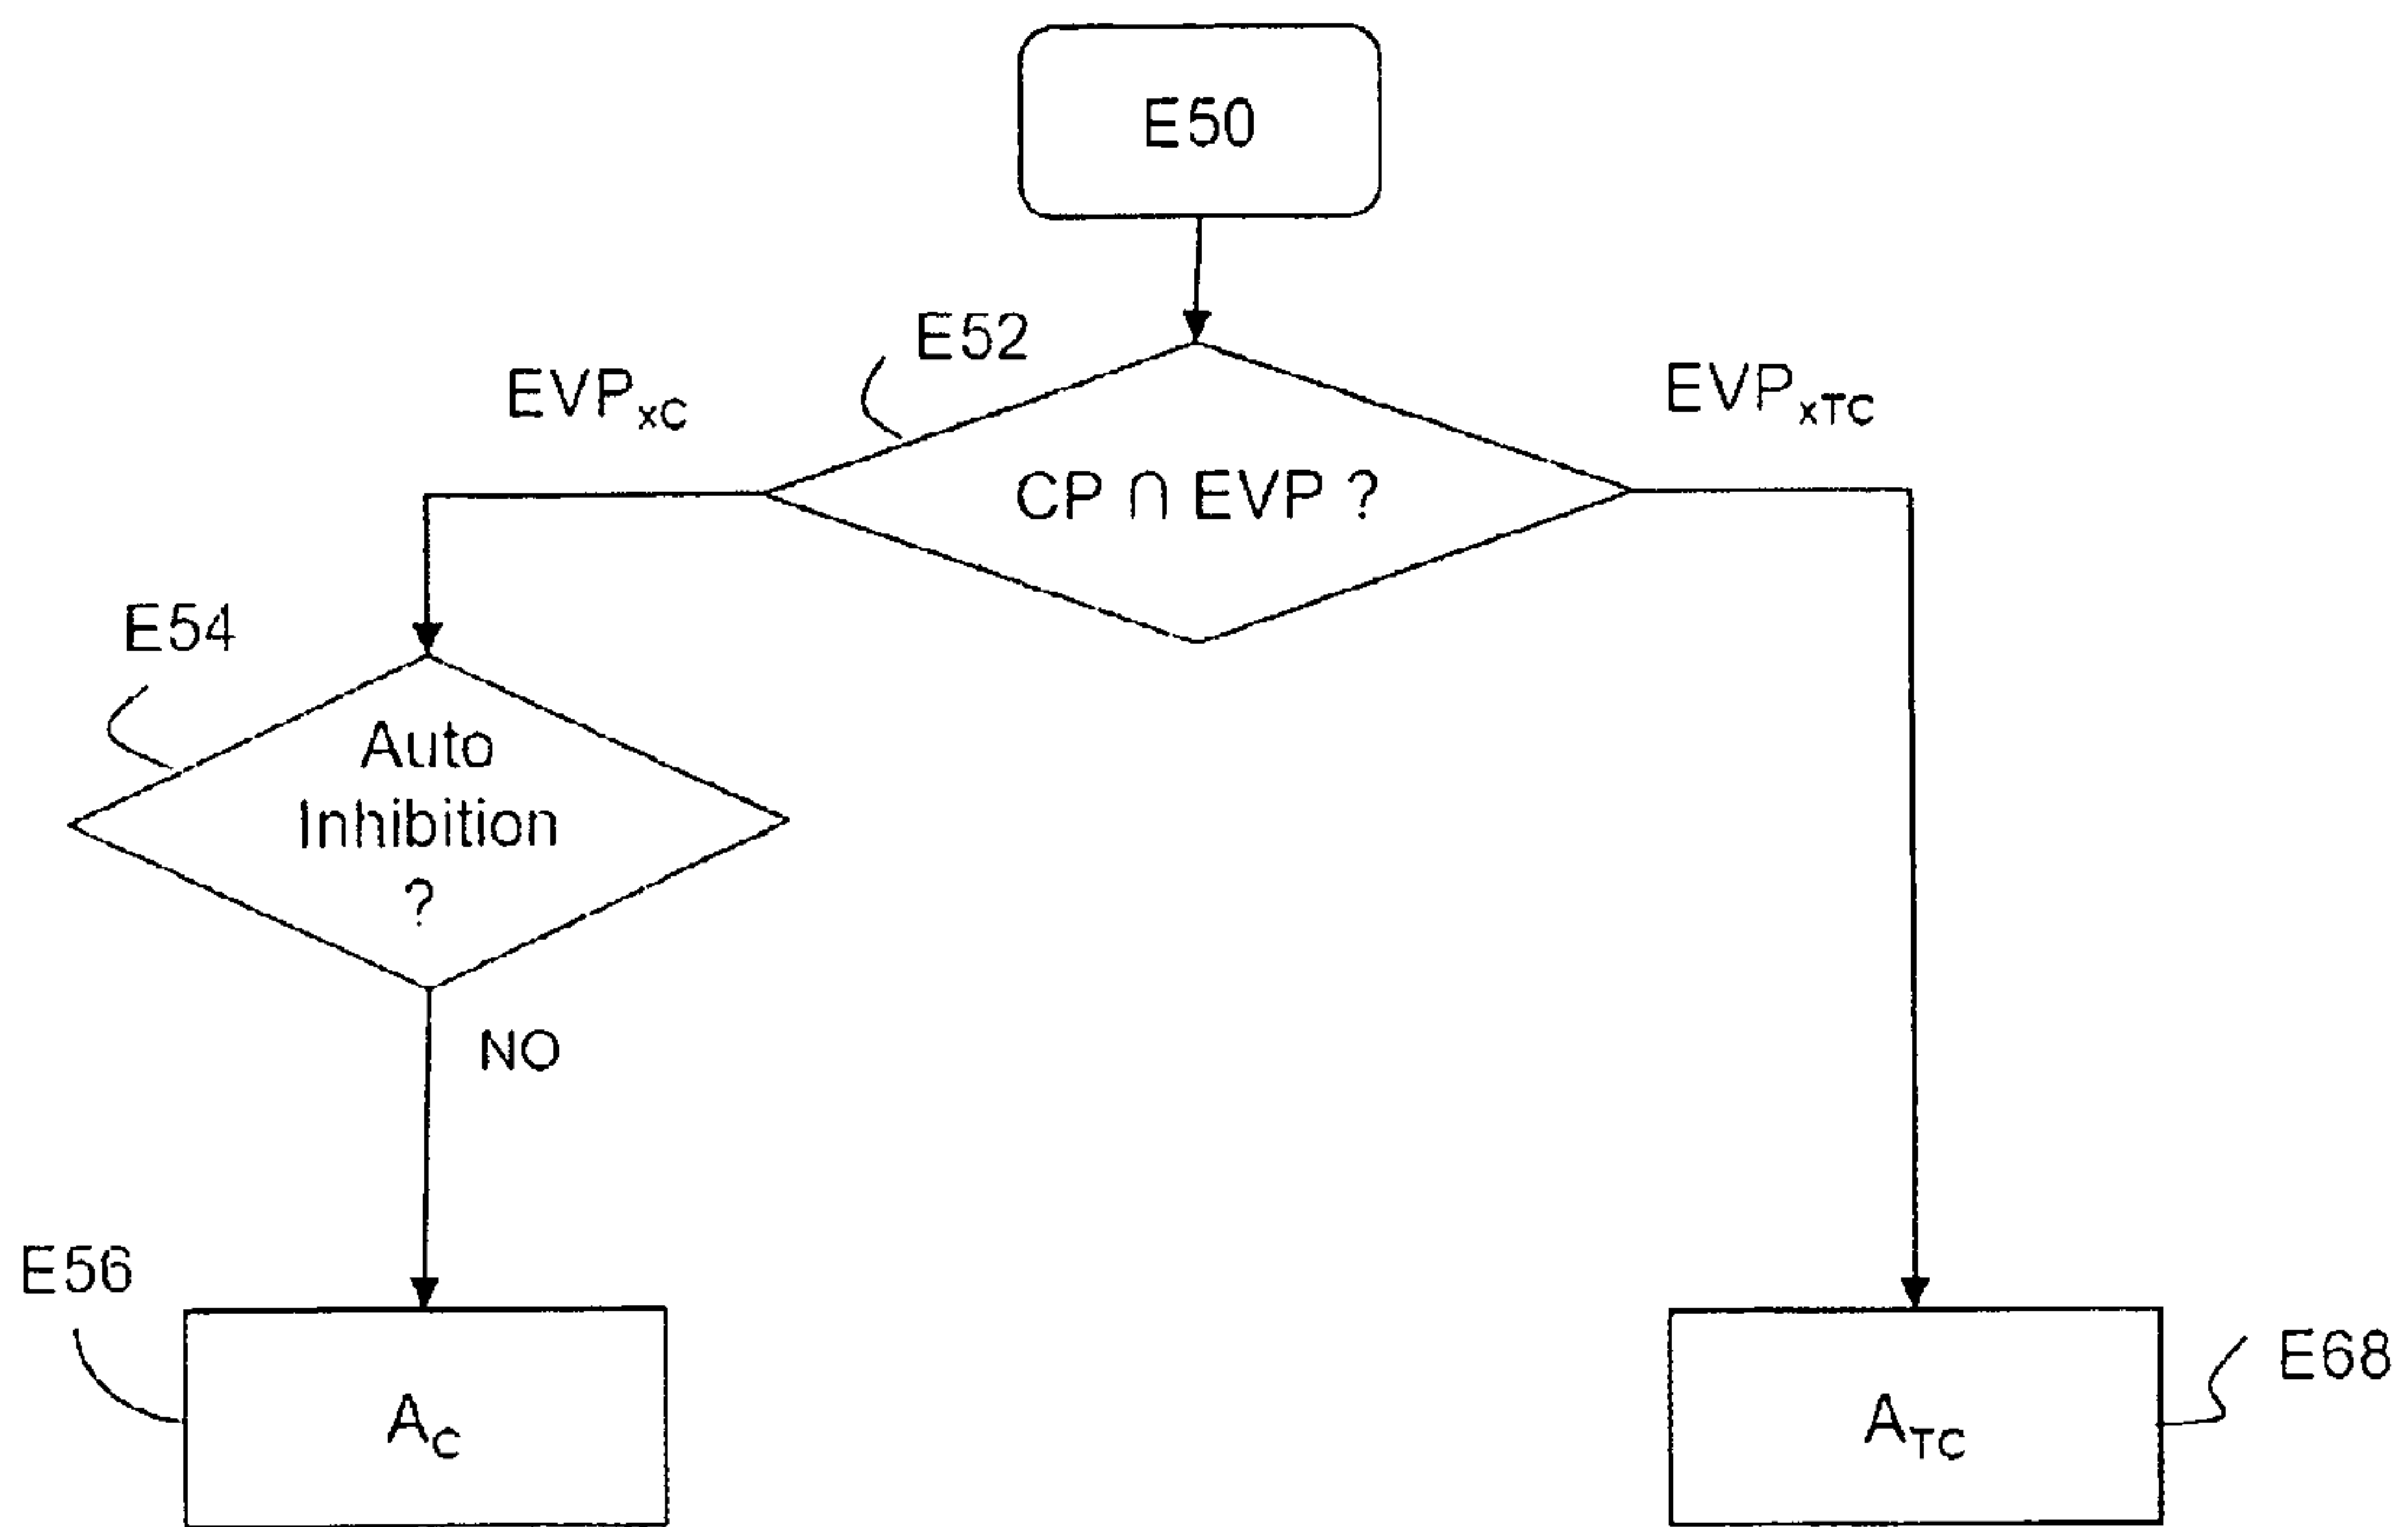 E50
E52
EVPxC
EVPxTC
CP ∩ EVP ?
E54
Auto
Inhibition
?
NO
E56
AC
E68
ATC